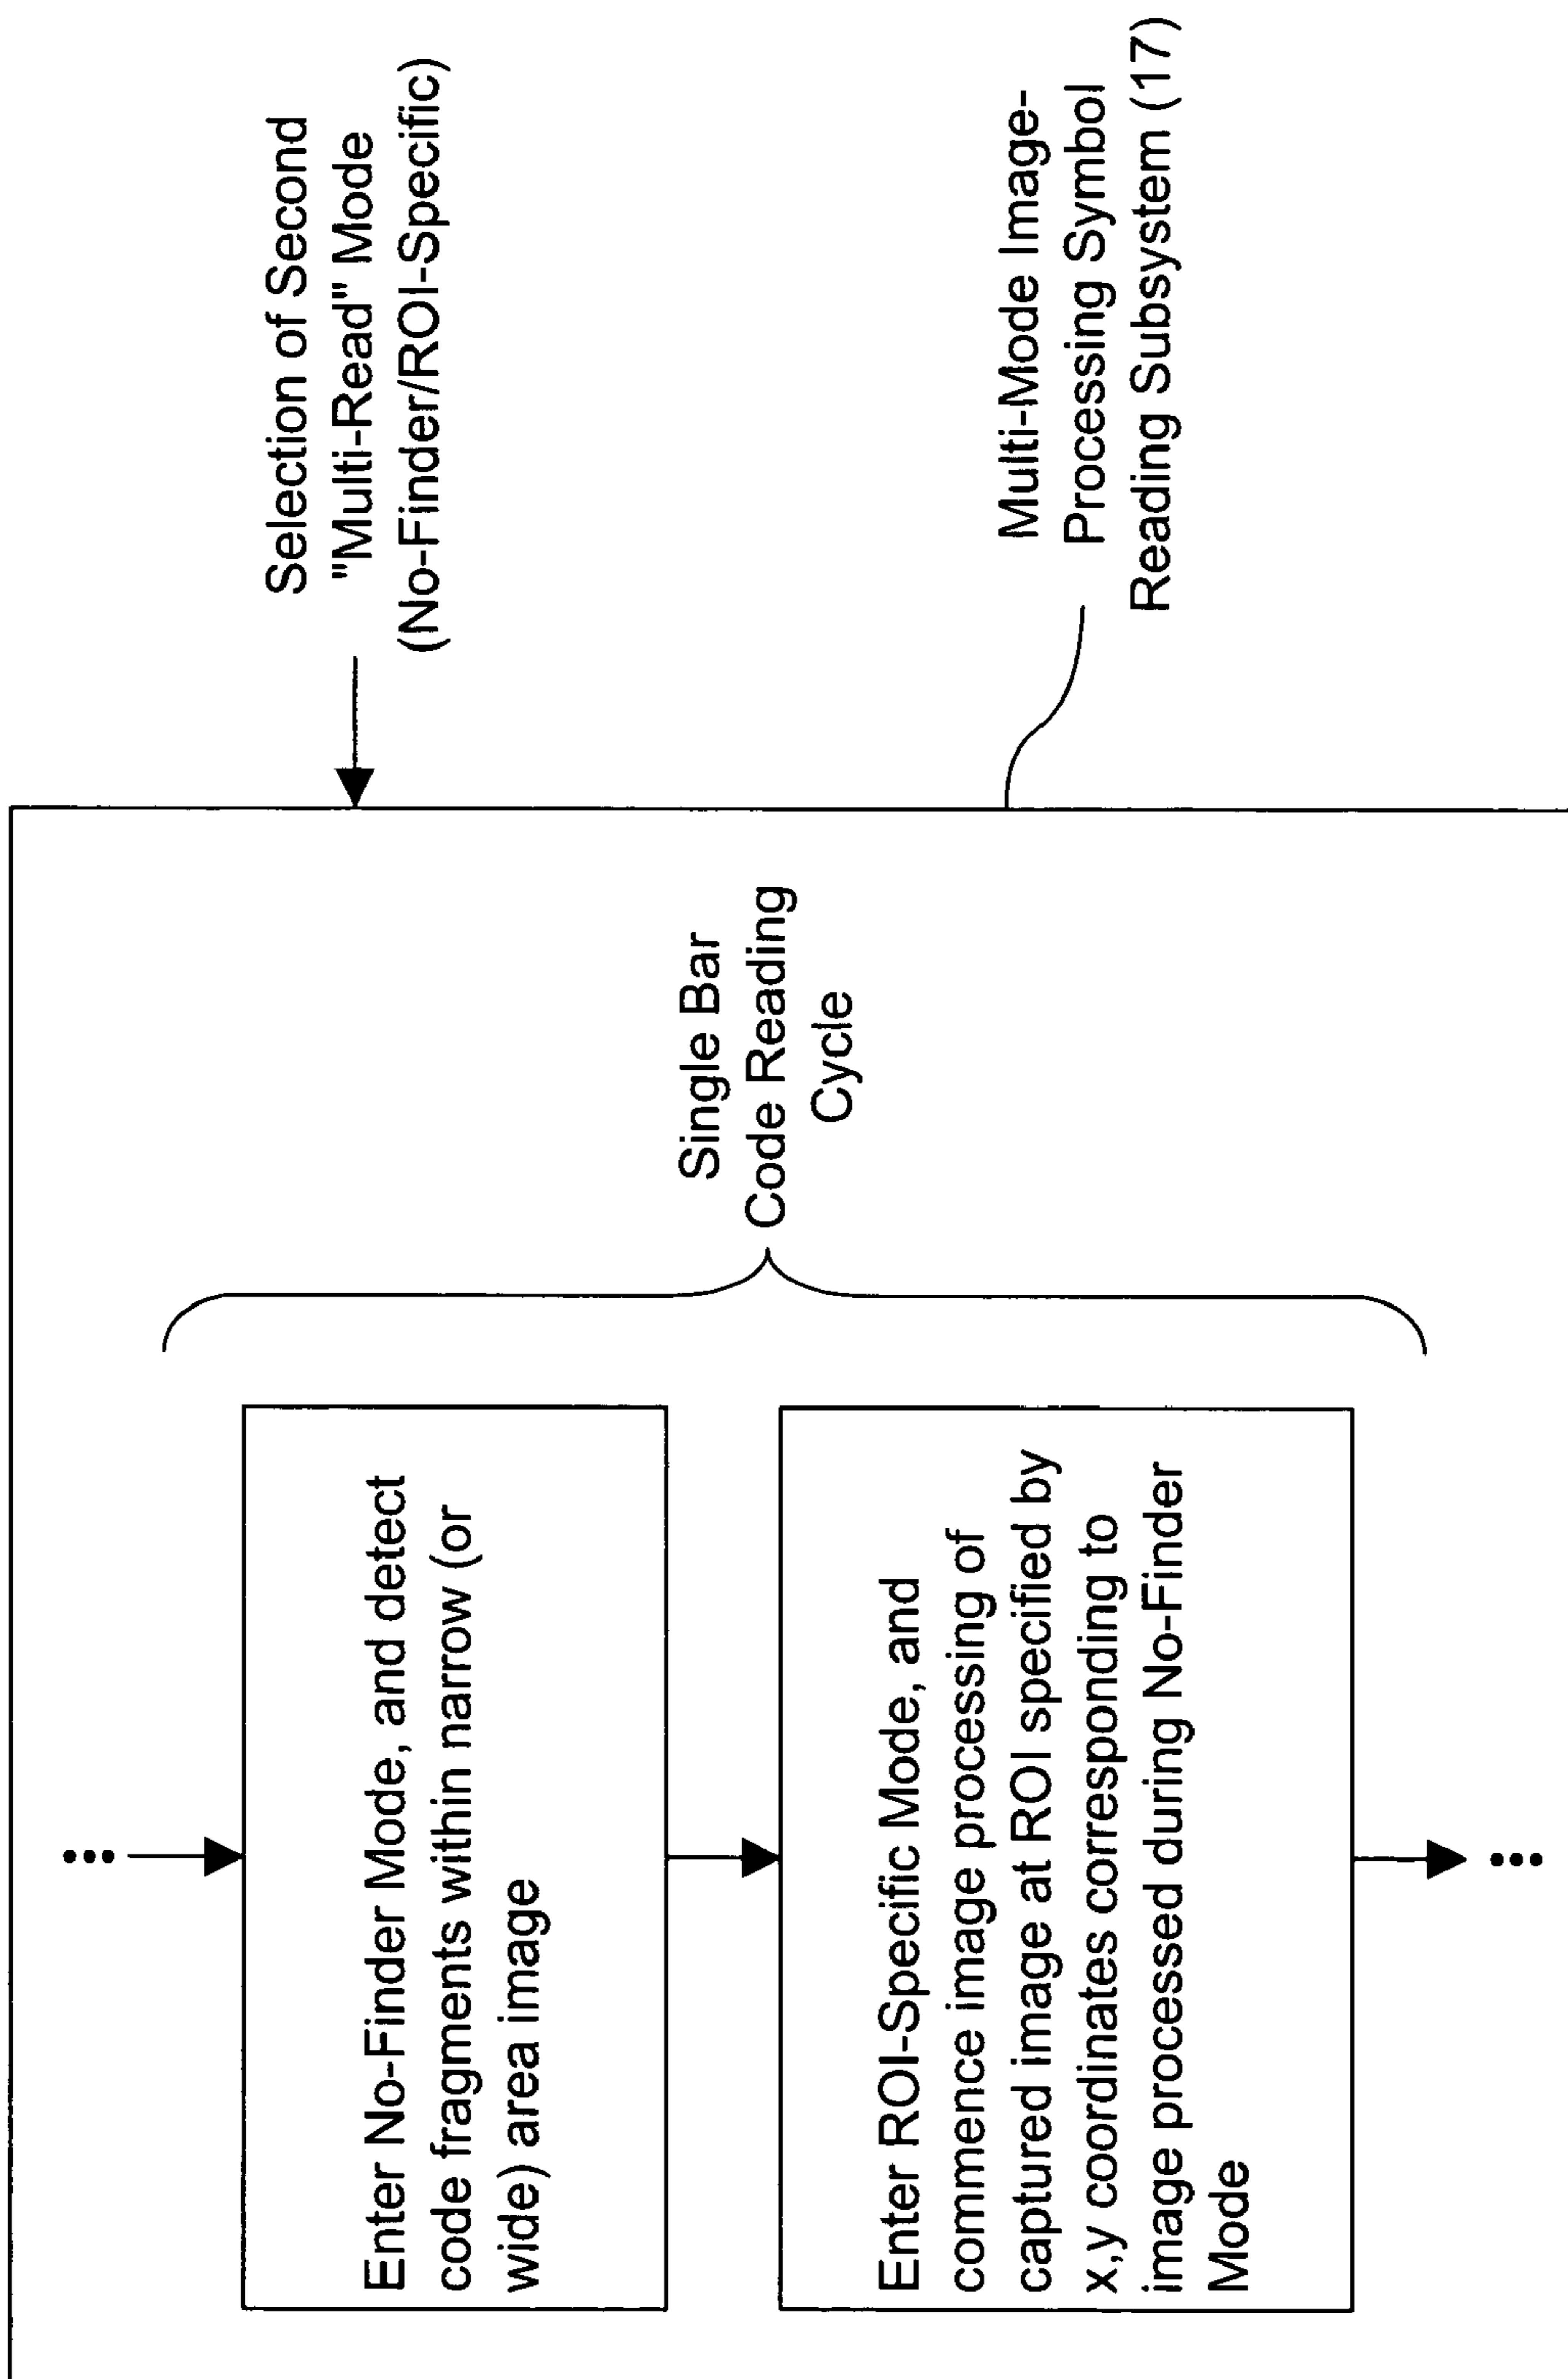 Selection of Second
"Multi-Read" Mode
(No-Finder/ROI-Specific)
Multi-Mode Image-
Processing Symbol
Reading Subsystem (17)
Single Bar
Code Reading
Cycle
•••
Enter No-Finder Mode, and detect
code fragments within narrow (or
wide) area image
Enter ROI-Specific Mode, and
commence image processing of
captured image at ROI specified by
x,y coordinates corresponding to
image processed during No-Finder
Mode
•••